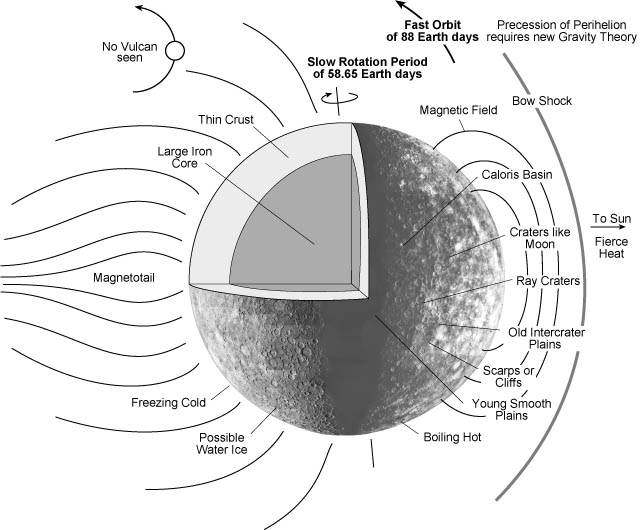 No Vulcan
seen
Fast Orbit
of 88 Earth days
Precession of Perihelion
requires new Gravity Theory
Slow Rotation Period
of 58.65 Earth days
Bow Shock
Magnetic Field
Thin Crust
Large Iron
Core
Caloris Basin
To Sun
Fierce
Heat
Craters like
Moon
Magnetotail
Ray Craters
Old Intercrater
Plains
Scarps or
Cliffs
Freezing Cold
Young Smooth
Plains
Possible
Water Ice
Boiling Hot